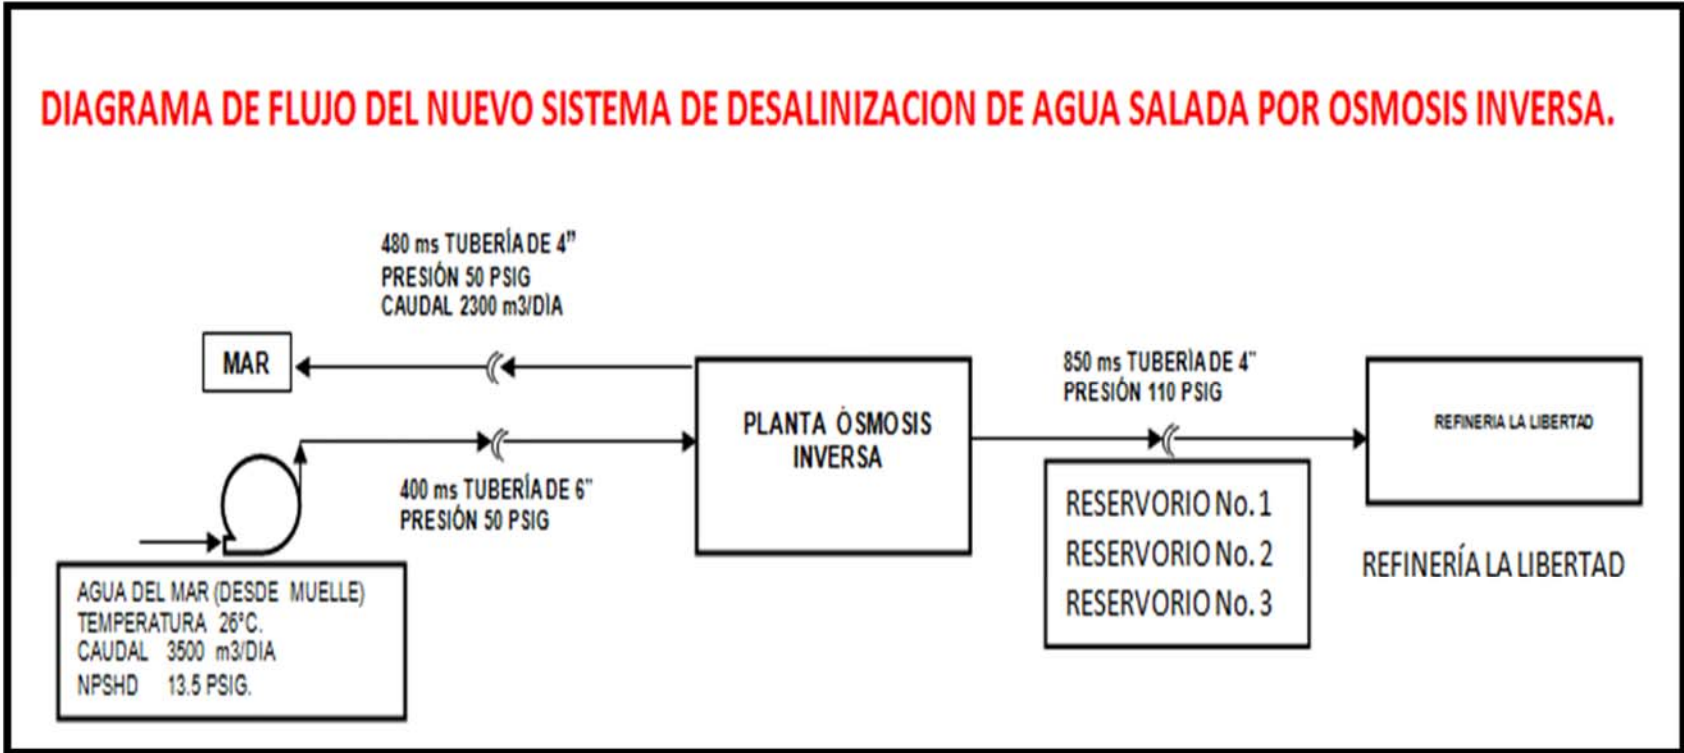 DIAGRAMA DE FLUJO DEL NUEVO SISTEMA DE DESALINIZACION DE AGUA SALADA POR OSMOSIS INVERSA.
480 ms TUBERÍA DE 4”
PRESIÓN 50 PSIG
CAUDAL 2300 m3/DÌA
MAR
850 ms TUBERÌA DE 4"
PRESIÓN 110 PSIG
PLANTA ÒSMOSIS
INVERSA
REFINERIA LA LIBERTAD
400 ms TUBERÍA DE 6"
PRESIÓN 50 PSIG
RESERVORIO No. 1
RESERVORIO No. 2
RESERVORIO No. 3
REFINERÍA LA LIBERTAD
AGUA DEL MAR (DESDE MUELLE)
TEMPERATURA 26°C.
CAUDAL 3500 m3/DIA
NPSHD 13.5 PSIG.